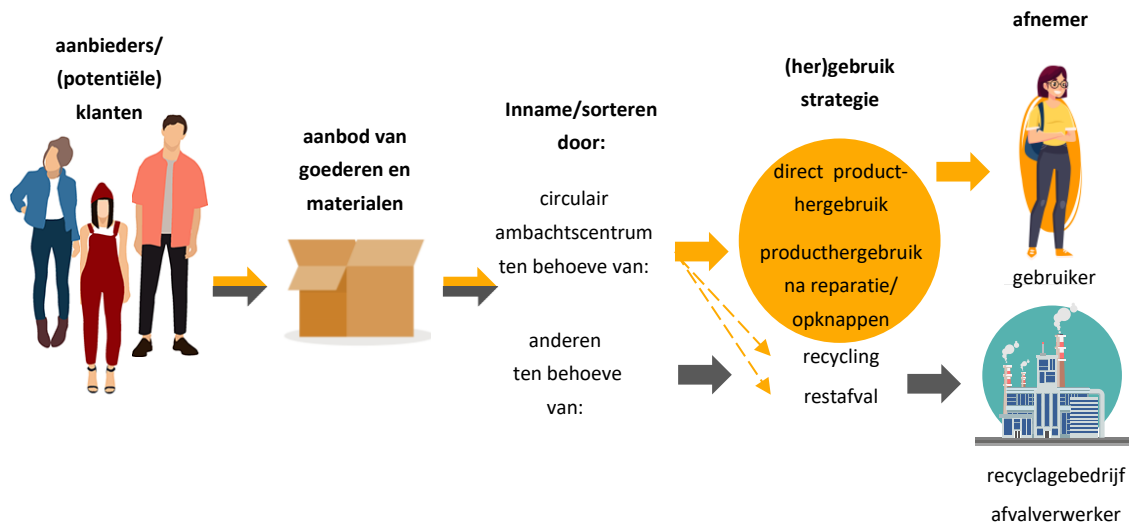 aanbieders/
(potentiële)
klanten
aanbod van
goederen en
materialen
Inname/sorteren
door:
circulair
ambachtscentrum
ten behoeve van:
anderen
ten behoeve
van:
(her)gebruik
strategie
direct product-
hergebruik
producthergebruik
na reparatie/
opknappen
recycling
restafval
afnemer
gebruiker
recyclagebedrijf
afvalverwerker